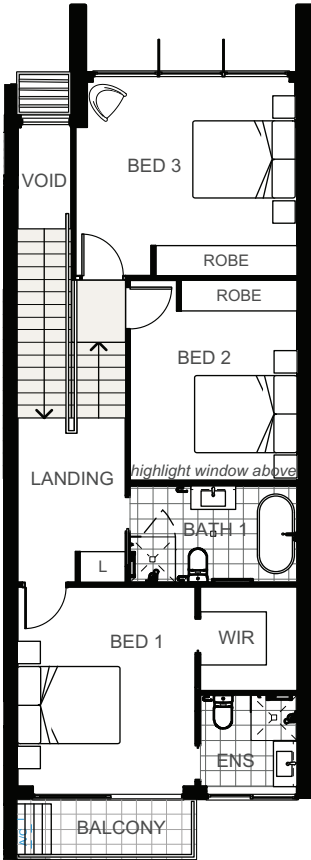 VOID
BED 3
ROBE
ROBE
BED 2
highlight window above
LANDING
BATH 1
L
BED 1
WIR
ENS
BALCONY